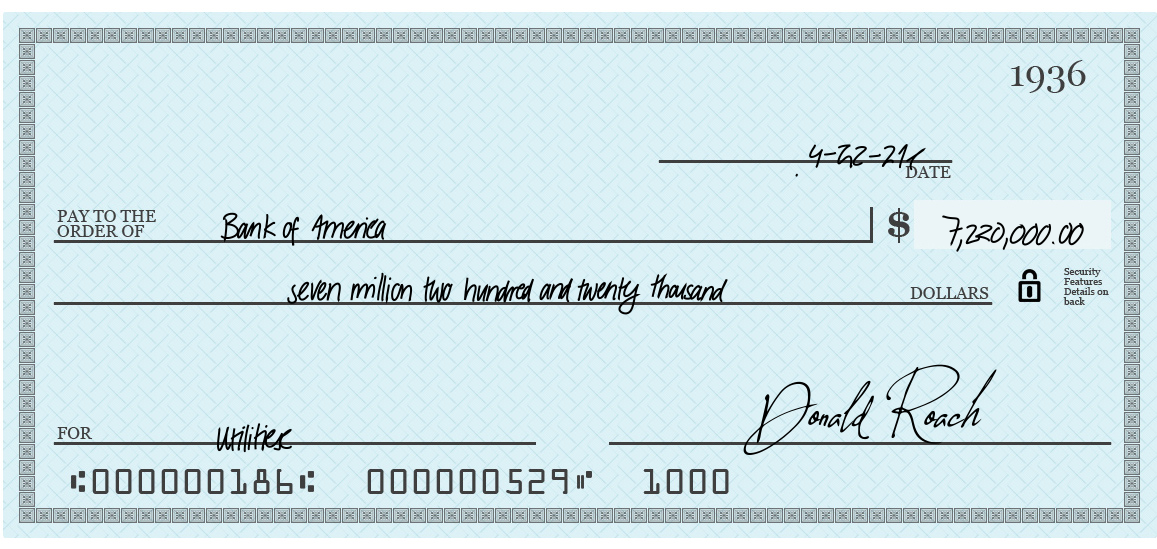 1936
4-22-21
DATE
PAY TO THE
ORDER OF
Bank of America
$
7,220,000.00
seven million two hundred and twenty thousand
DOLLARS
Security
Features
Details on
back
FOR
Utilities
Donald Roach
⑆000000186⑆ 000000529⑈ 1000